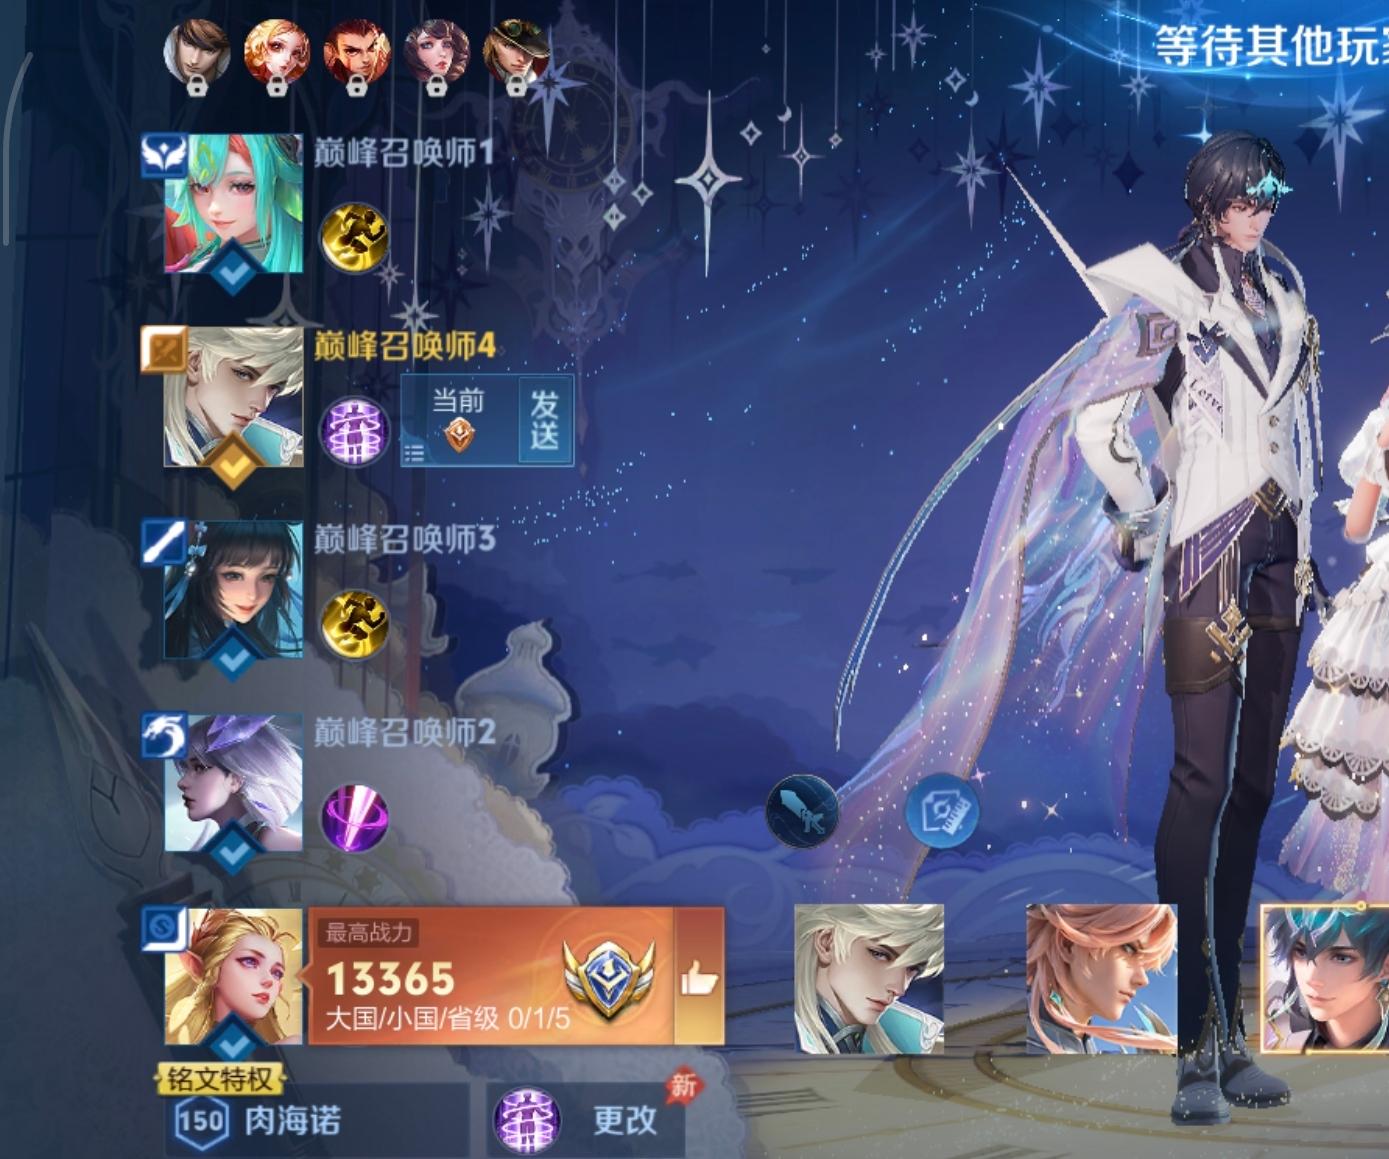 等待其他玩
巅峰召唤师1
巅峰召唤师4
当前
发送
巅峰召唤师3
巅峰召唤师2
最高战力
13365
大国/小国/省级 0/1/5
铭文特权
150 肉海诺
更改
新